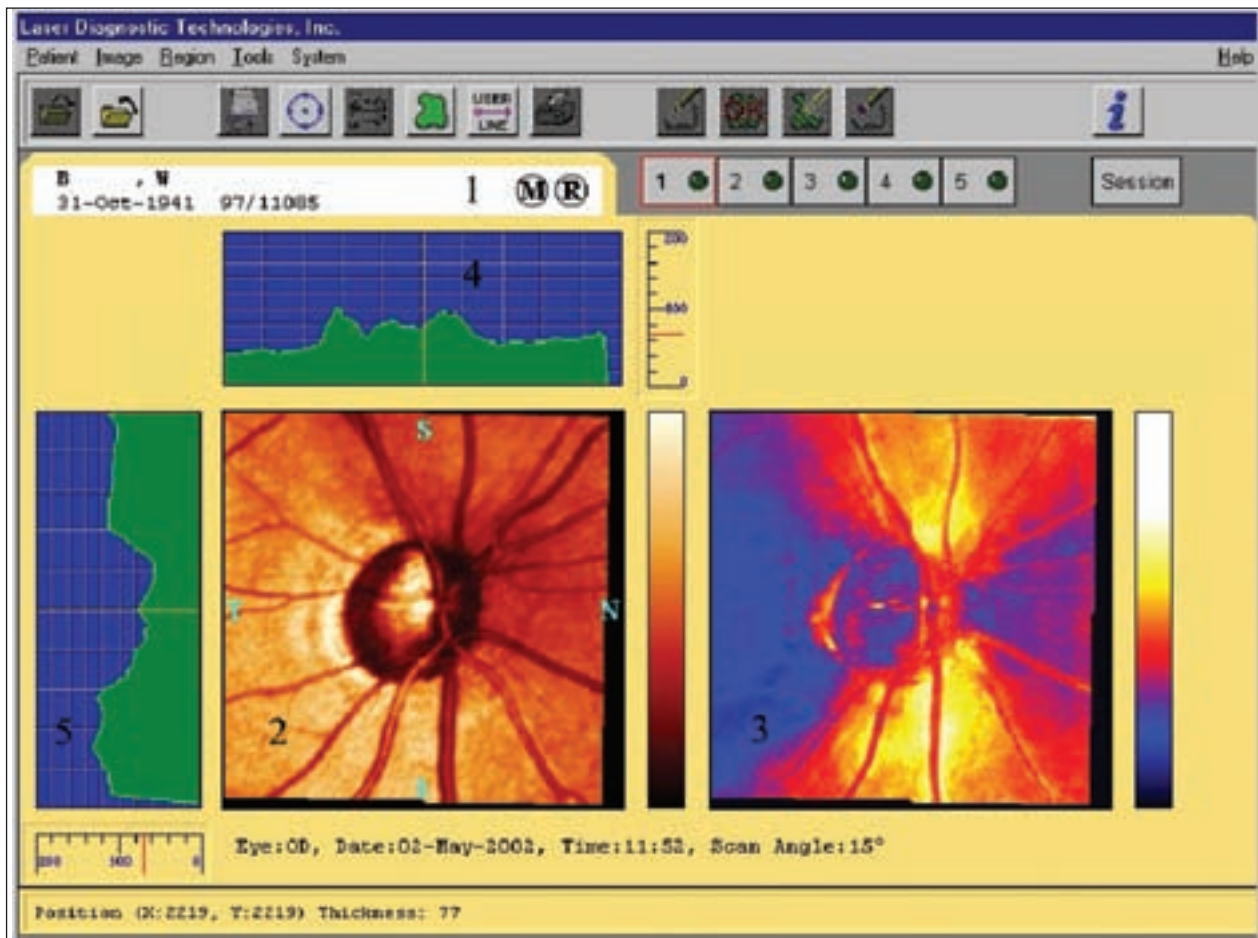 Laser Diagnostic Technologies, Inc.
Patient Image Region Tools System Help
USER
LINE
B , W 1 M R
31-Oct-1941 97/11085
1 2 3 4 5 Session
4
200
100
0
S
T N
I
5 2 3
200 100 0
Eye:OD, Date:02-May-2002, Time:11:52, Scan Angle:15°
Position (X:2219, Y:2219) Thickness: 77